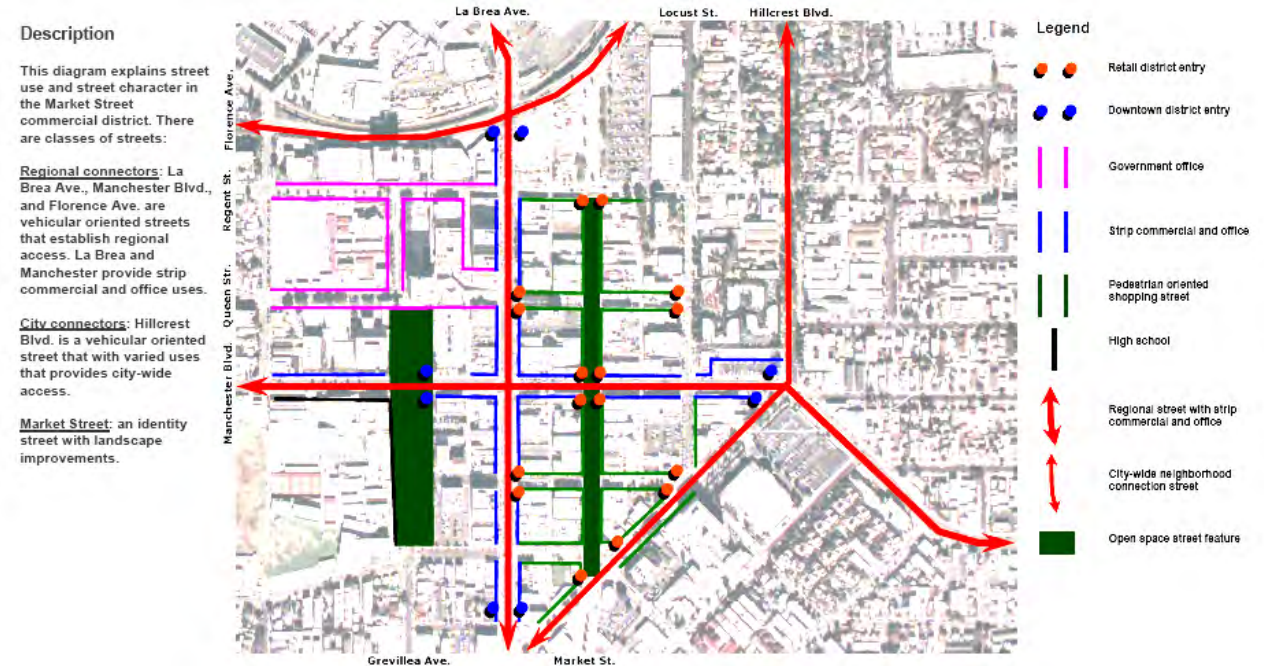 Description
This diagram explains street
use and street character in
the Market Street
commercial district. There
are classes of streets:
Regional connectors: La
Brea Ave., Manchester Blvd.,
and Florence Ave. are
vehicular oriented streets
that establish regional
access. La Brea and
Manchester provide strip
commercial and office uses.
City connectors: Hillcrest
Blvd. is a vehicular oriented
street that with varied uses
that provides city-wide
access.
Market Street: an identity
street with landscape
improvements.
La Brea Ave.
Locust St.
Hillcrest Blvd.
Florence Ave.
Regent St.
Queen Str.
Manchester Blvd.
Grevillea Ave.
Market St.
Legend
Retail district entry
Downtown district entry
Government office
Strip commercial and office
Pedestrian oriented
shopping street
High school
Regional street with strip
commercial and office
City-wide neighborhood
connection street
Open space street feature